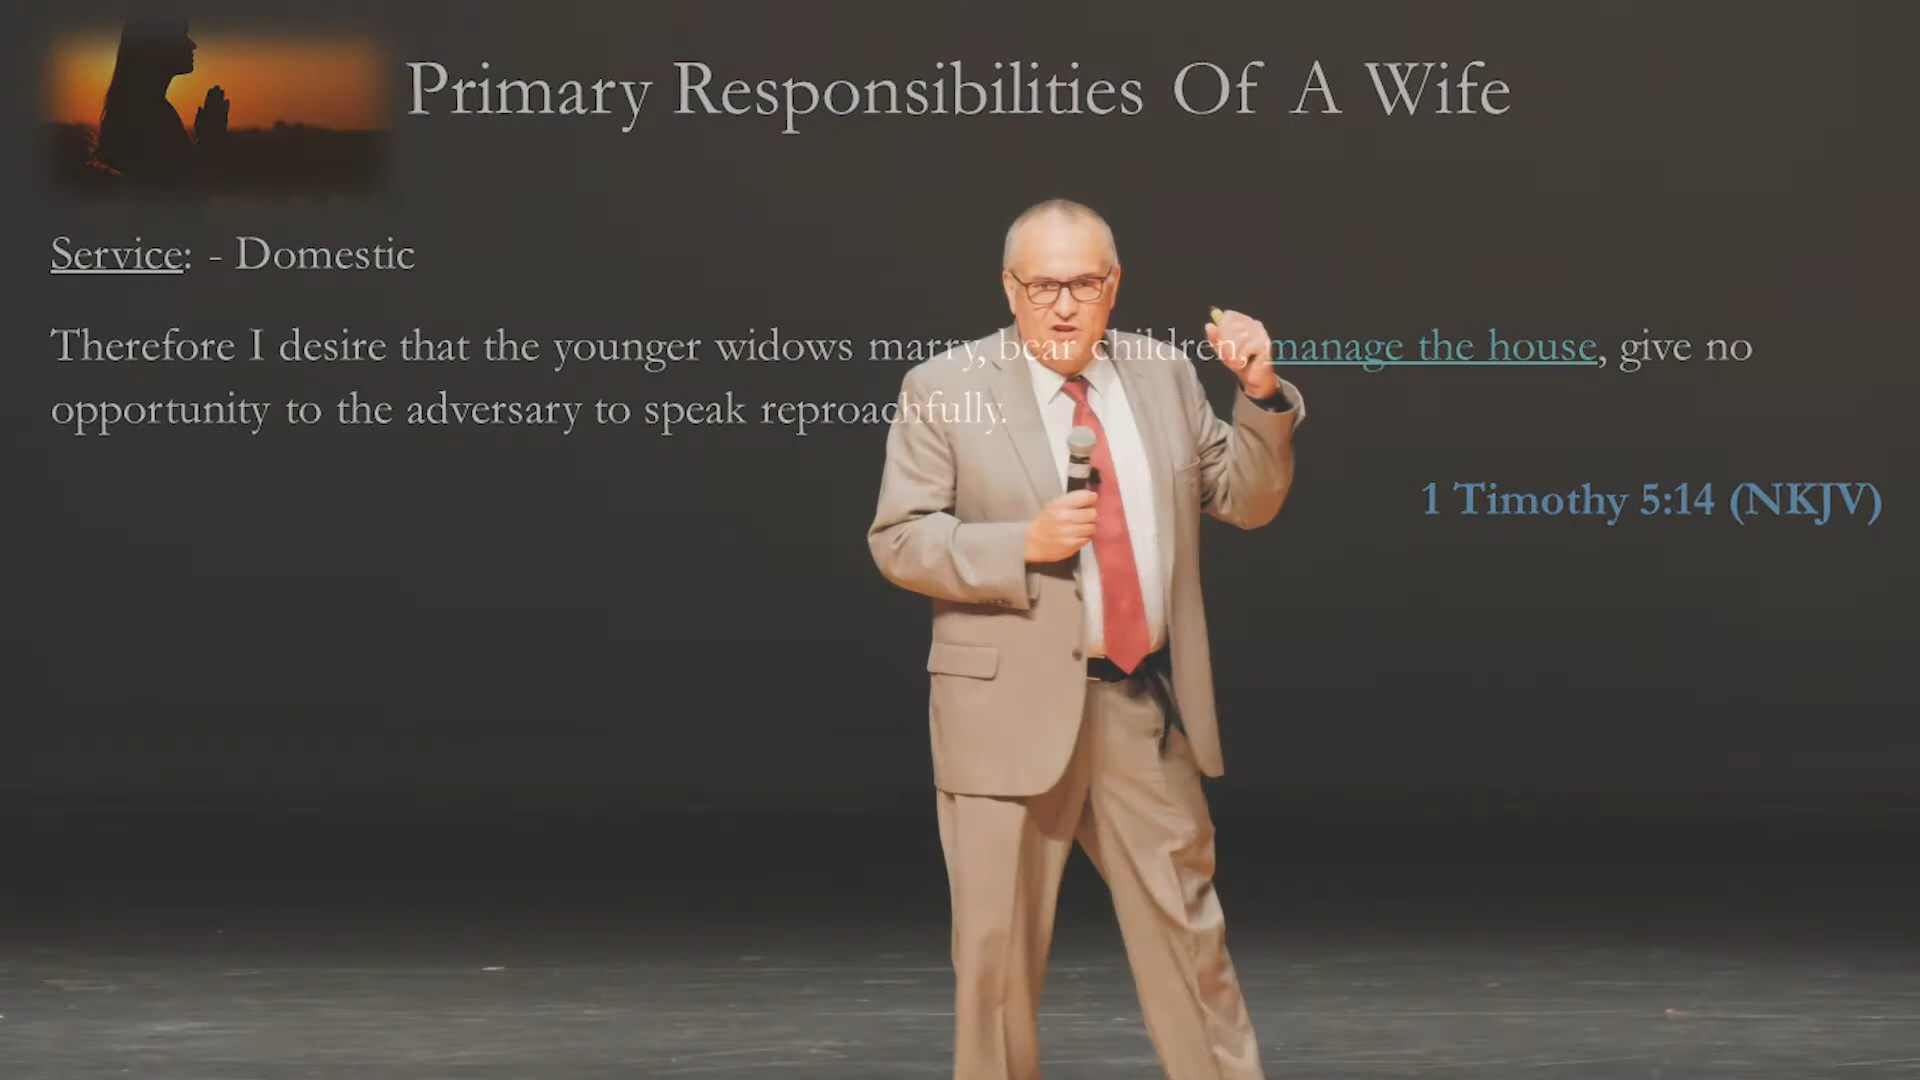 Primary Responsibilities Of A Wife
Service: - Domestic
Therefore I desire that the younger widows marry, bear children, manage the house, give no
opportunity to the adversary to speak reproachfully.
1 Timothy 5:14 (NKJV)